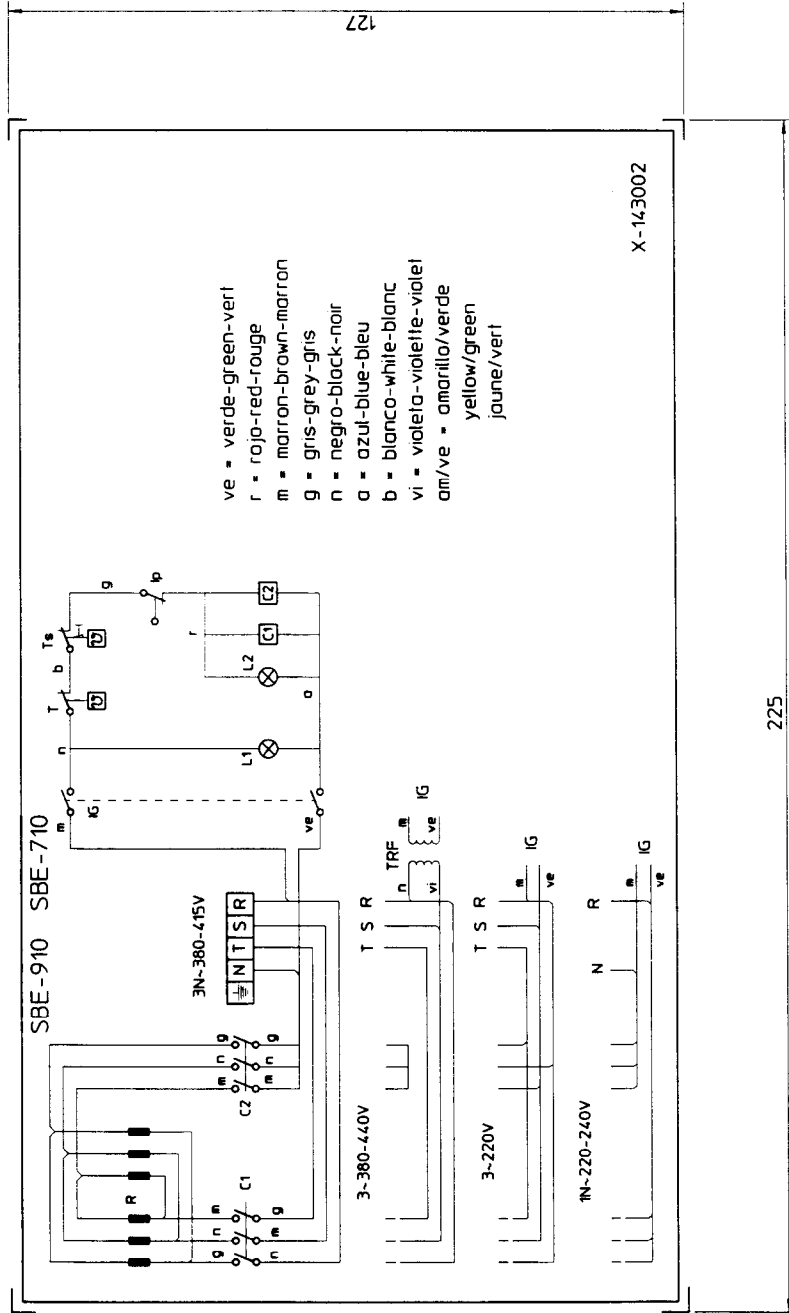 SBE-910 SBE-710
R
C1
C2
g n m
m n g
n m g
m n g
m n g
3N~380-415V
N T S R
m
IG
ve
n
L1
T
b
Ts
g
Ip
r
L2
C1
C2
a
3~380-440V
T S R
n
vi
TRF
m
ve
IG
3~220V
T S R
m
ve
IG
1N~220-240V
N
R
m
ve
IG
ve = verde-green-vert
r = rojo-red-rouge
m = marron-brown-marron
g = gris-grey-gris
n = negro-black-noir
a = azul-blue-bleu
b = blanco-white-blanc
vi = violeta-violette-violet
am/ve = amarillo/verde
yellow/green
jaune/vert
X-143002
225
127